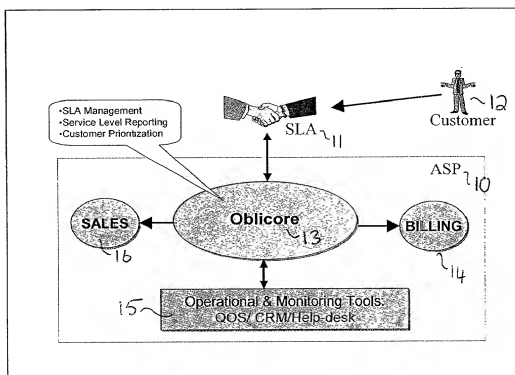 •SLA Management
•Service Level Reporting
•Customer Prioritization
SLA 11
12
Customer
ASP 10
SALES
Oblicore
13
BILLING
16
14
15
Operational & Monitoring Tools:
QOS/ CRM/Help-desk